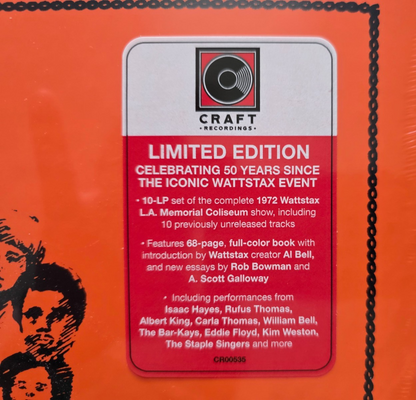 CRAFT
• RECORDINGS •
LIMITED EDITION
CELEBRATING 50 YEARS SINCE
THE ICONIC WATTSTAX EVENT
• 10-LP set of the complete 1972 Wattstax
L.A. Memorial Coliseum show, including
10 previously unreleased tracks
• Features 68-page, full-color book with
introduction by Wattstax creator Al Bell,
and new essays by Rob Bowman and
A. Scott Galloway
• Including performances from
Isaac Hayes, Rufus Thomas,
Albert King, Carla Thomas, William Bell,
The Bar-Kays, Eddie Floyd, Kim Weston,
The Staple Singers and more
CR00535